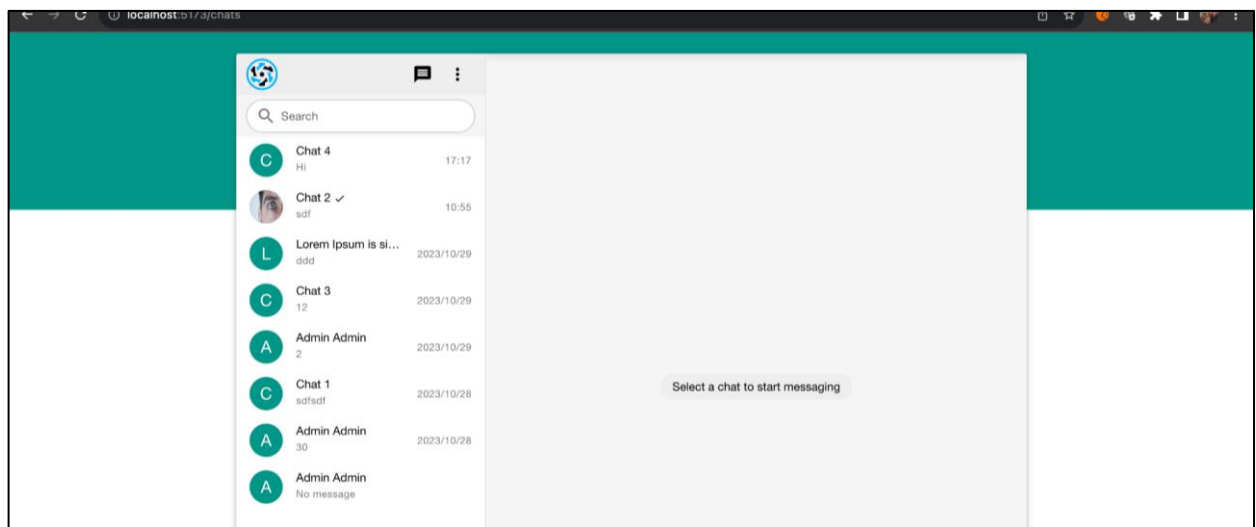 localhost:5173/chats
Search
Chat 4
Hi
17:17
Chat 2
sdf
10:55
Lorem Ipsum is si...
ddd
2023/10/29
Chat 3
12
2023/10/29
Admin Admin
2
2023/10/29
Chat 1
sdfsdf
2023/10/28
Admin Admin
30
2023/10/28
Admin Admin
No message
Select a chat to start messaging
C
L
C
A
C
A
A